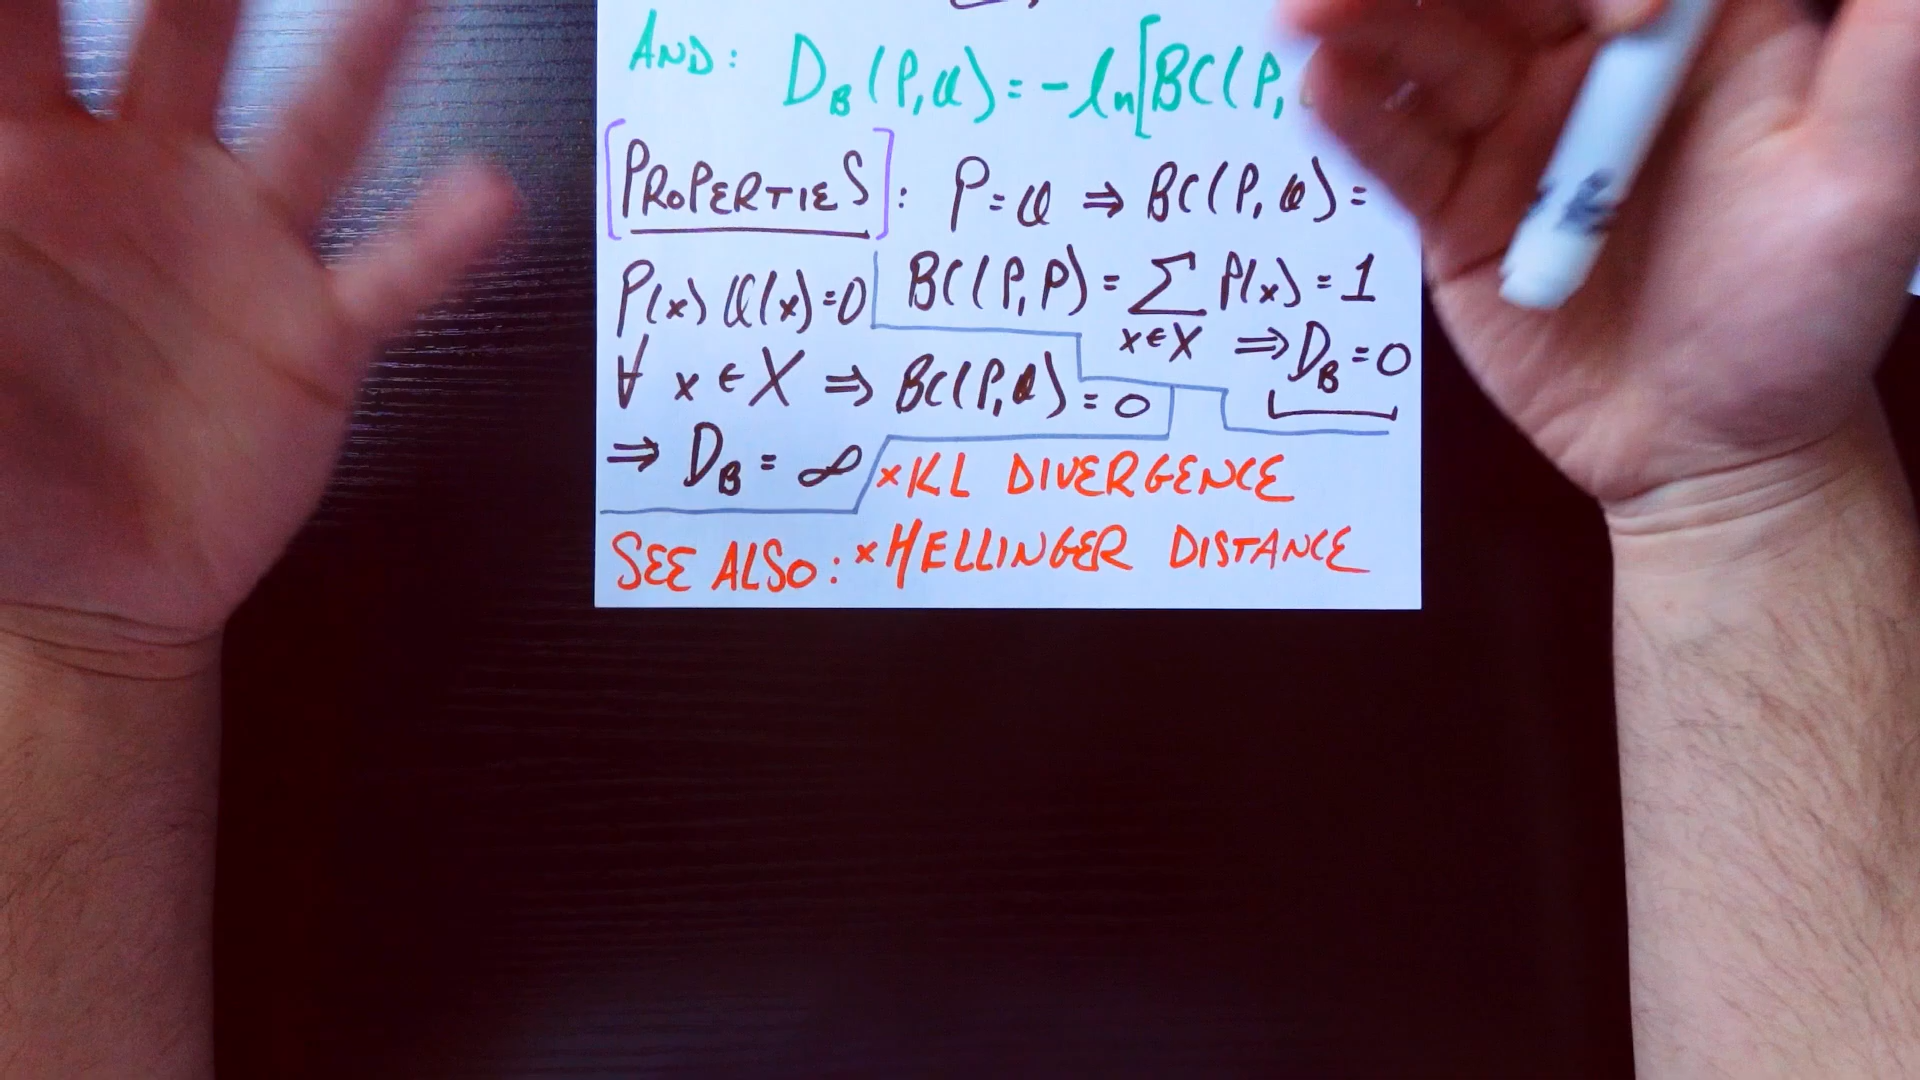 AND: D_B(P,Q)=-ln[BC(P,
[PROPERTIES]: P=Q ⇒ BC(P,Q)=
BC(P,P)=∑ P(x)=1
x∈X ⇒ D_B=0
P(x)Q(x)=0
∀ x∈X ⇒ BC(P,Q)=0
⇒ D_B=∞
×KL DIVERGENCE
SEE ALSO: ×HELLINGER DISTANCE